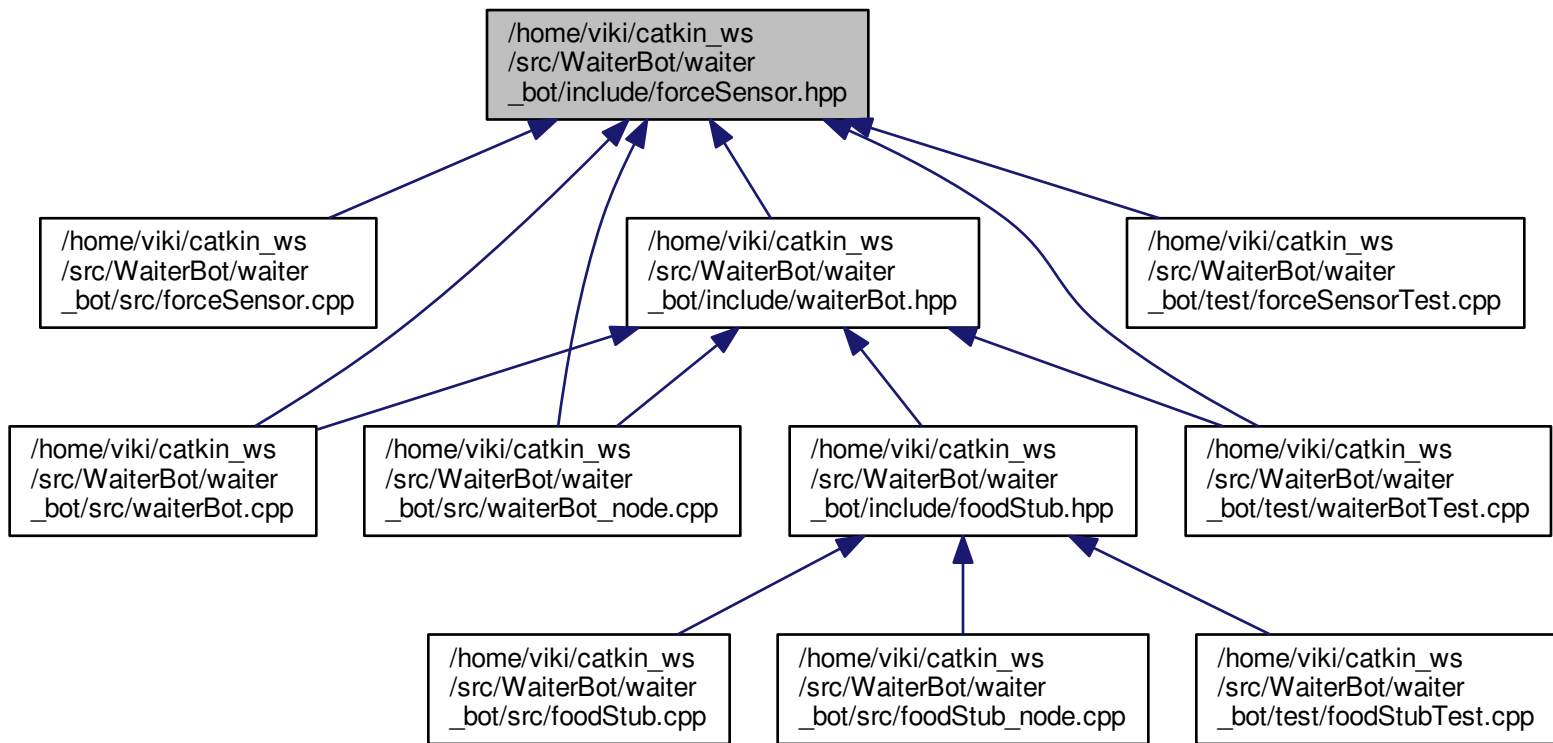 /home/viki/catkin_ws
/src/WaiterBot/waiter
_bot/include/forceSensor.hpp
/home/viki/catkin_ws
/src/WaiterBot/waiter
_bot/src/forceSensor.cpp
/home/viki/catkin_ws
/src/WaiterBot/waiter
_bot/include/waiterBot.hpp
/home/viki/catkin_ws
/src/WaiterBot/waiter
_bot/test/forceSensorTest.cpp
/home/viki/catkin_ws
/src/WaiterBot/waiter
_bot/src/waiterBot.cpp
/home/viki/catkin_ws
/src/WaiterBot/waiter
_bot/src/waiterBot_node.cpp
/home/viki/catkin_ws
/src/WaiterBot/waiter
_bot/include/foodStub.hpp
/home/viki/catkin_ws
/src/WaiterBot/waiter
_bot/test/waiterBotTest.cpp
/home/viki/catkin_ws
/src/WaiterBot/waiter
_bot/src/foodStub.cpp
/home/viki/catkin_ws
/src/WaiterBot/waiter
_bot/src/foodStub_node.cpp
/home/viki/catkin_ws
/src/WaiterBot/waiter
_bot/test/foodStubTest.cpp